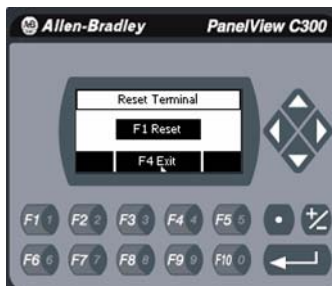 AB Allen-Bradley PanelView C300
Reset Terminal
F1 Reset
F4 Exit
F1 1 F2 2 F3 3 F4 4 F5 5 • +/-
F6 6 F7 7 F8 8 F9 9 F10 0